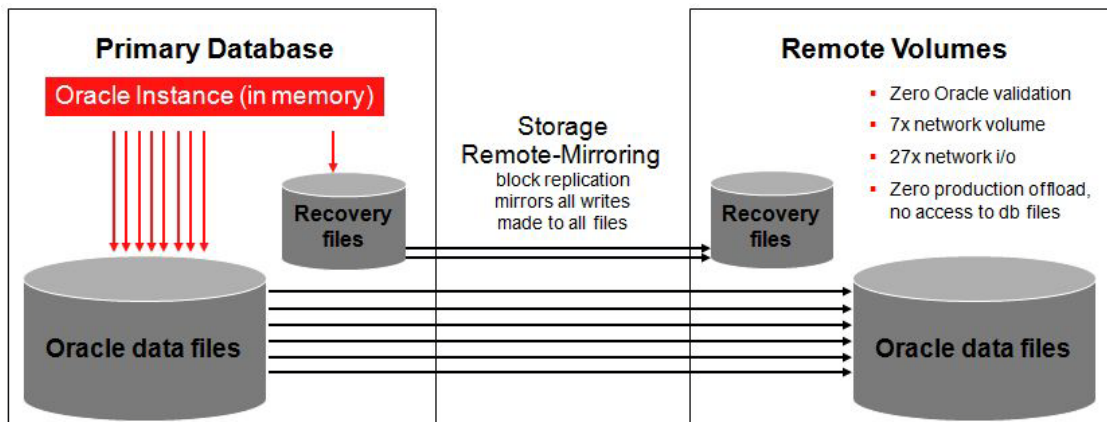 Primary Database
Oracle Instance (in memory)
Recovery
files
Oracle data files
Storage
Remote-Mirroring
block replication
mirrors all writes
made to all files
Remote Volumes
▪ Zero Oracle validation
▪ 7x network volume
▪ 27x network i/o
▪ Zero production offload,
no access to db files
Recovery
files
Oracle data files